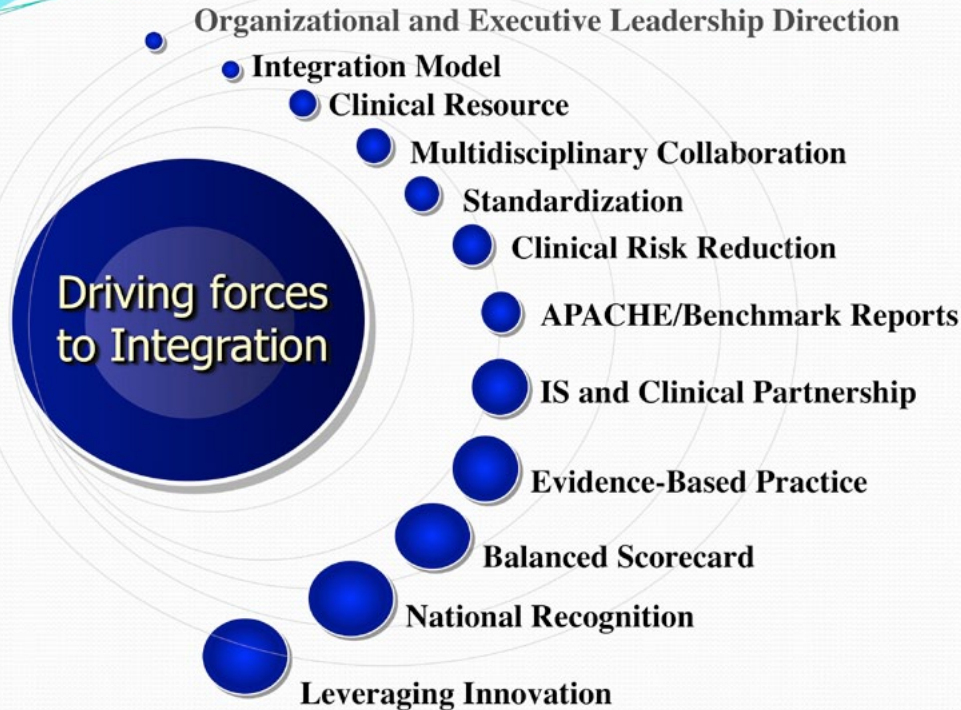 Organizational and Executive Leadership Direction
Integration Model
Clinical Resource
Multidisciplinary Collaboration
Standardization
Clinical Risk Reduction
Driving forces
to Integration
APACHE/Benchmark Reports
IS and Clinical Partnership
Evidence-Based Practice
Balanced Scorecard
National Recognition
Leveraging Innovation